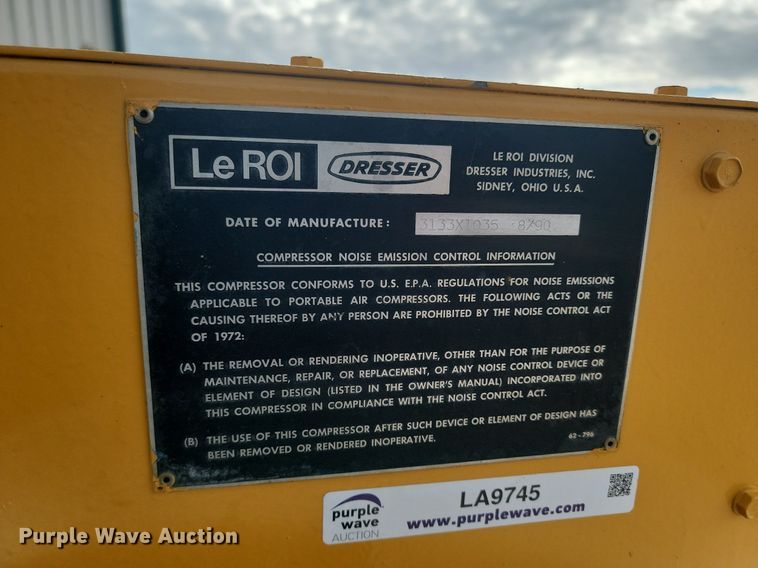 Le ROI
DRESSER
LE ROI DIVISION
DRESSER INDUSTRIES, INC.
SIDNEY, OHIO U.S.A.
DATE OF MANUFACTURE: 3133X1035 8/90
COMPRESSOR NOISE EMISSION CONTROL INFORMATION
THIS COMPRESSOR CONFORMS TO U.S. E.P.A. REGULATIONS FOR NOISE EMISSIONS
APPLICABLE TO PORTABLE AIR COMPRESSORS. THE FOLLOWING ACTS OR THE
CAUSING THEREOF BY ANY PERSON ARE PROHIBITED BY THE NOISE CONTROL ACT
OF 1972:
(A) THE REMOVAL OR RENDERING INOPERATIVE, OTHER THAN FOR THE PURPOSE OF
MAINTENANCE, REPAIR, OR REPLACEMENT, OF ANY NOISE CONTROL DEVICE OR
ELEMENT OF DESIGN (LISTED IN THE OWNER'S MANUAL) INCORPORATED INTO
THIS COMPRESSOR IN COMPLIANCE WITH THE NOISE CONTROL ACT.
(B) THE USE OF THIS COMPRESSOR AFTER SUCH DEVICE OR ELEMENT OF DESIGN HAS
BEEN REMOVED OR RENDERED INOPERATIVE.
62-796
purple
wave
AUCTION
LA9745
www.purplewave.com
Purple Wave Auction